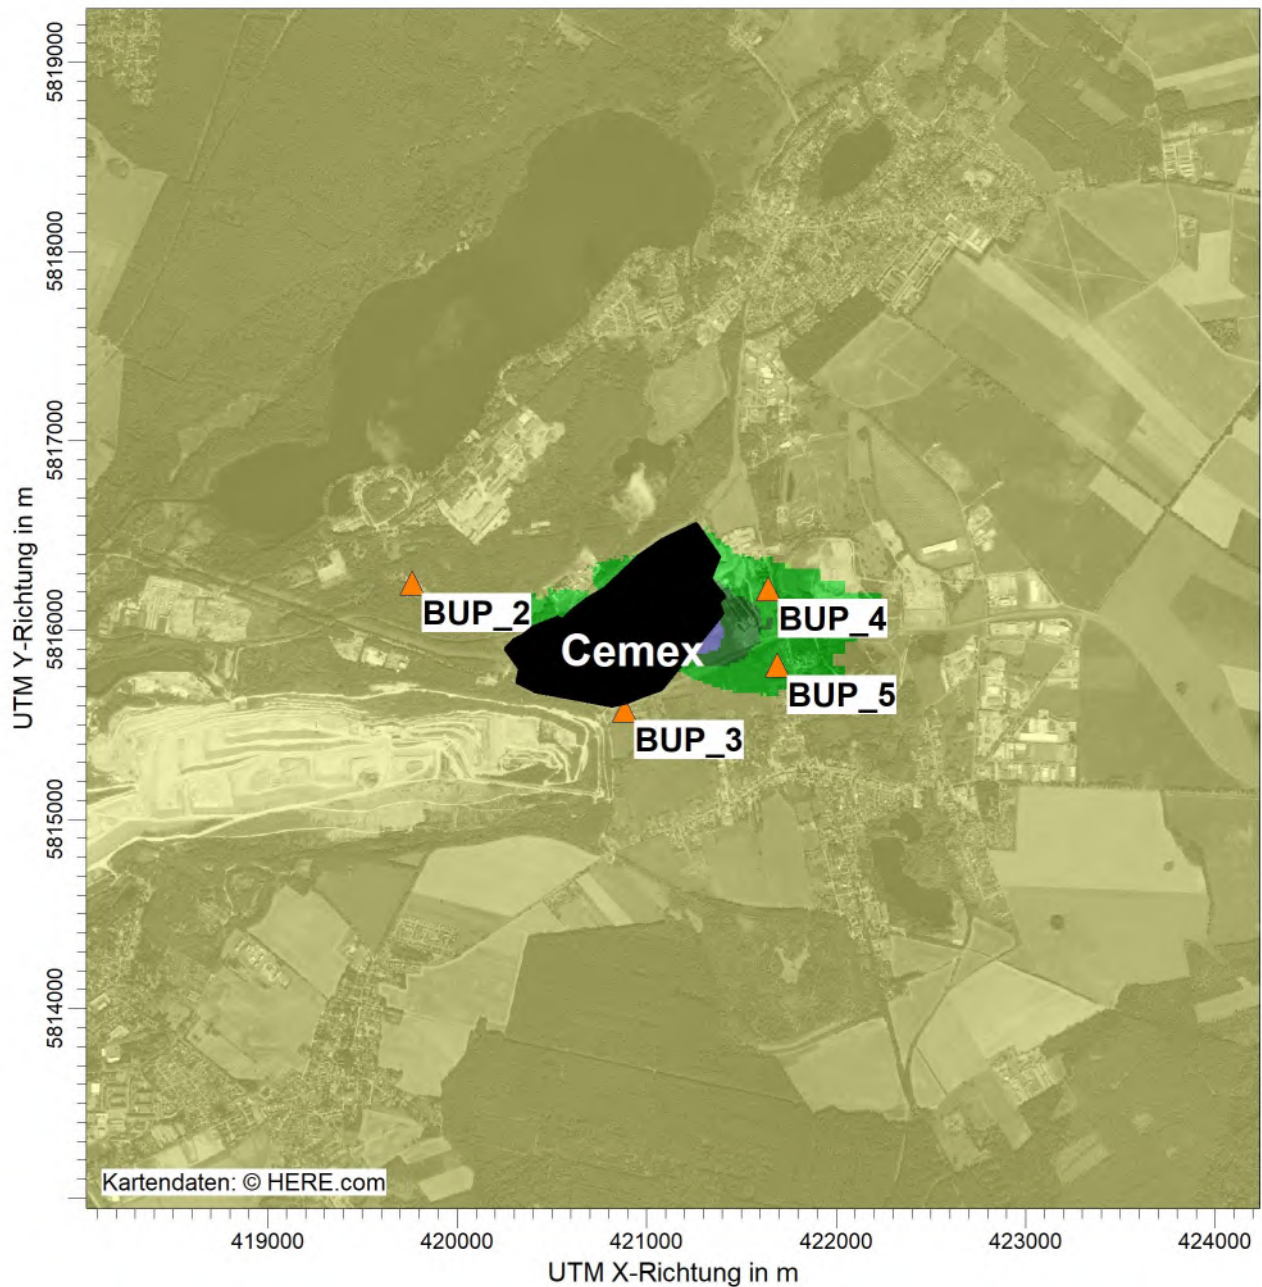 5819000
5818000
5817000
5816000
5815000
5814000
UTM Y-Richtung in m
BUP_2
BUP_4
Cemex
BUP_5
BUP_3
Kartendaten: © HERE.com
419000
420000
421000
422000
423000
424000
UTM X-Richtung in m